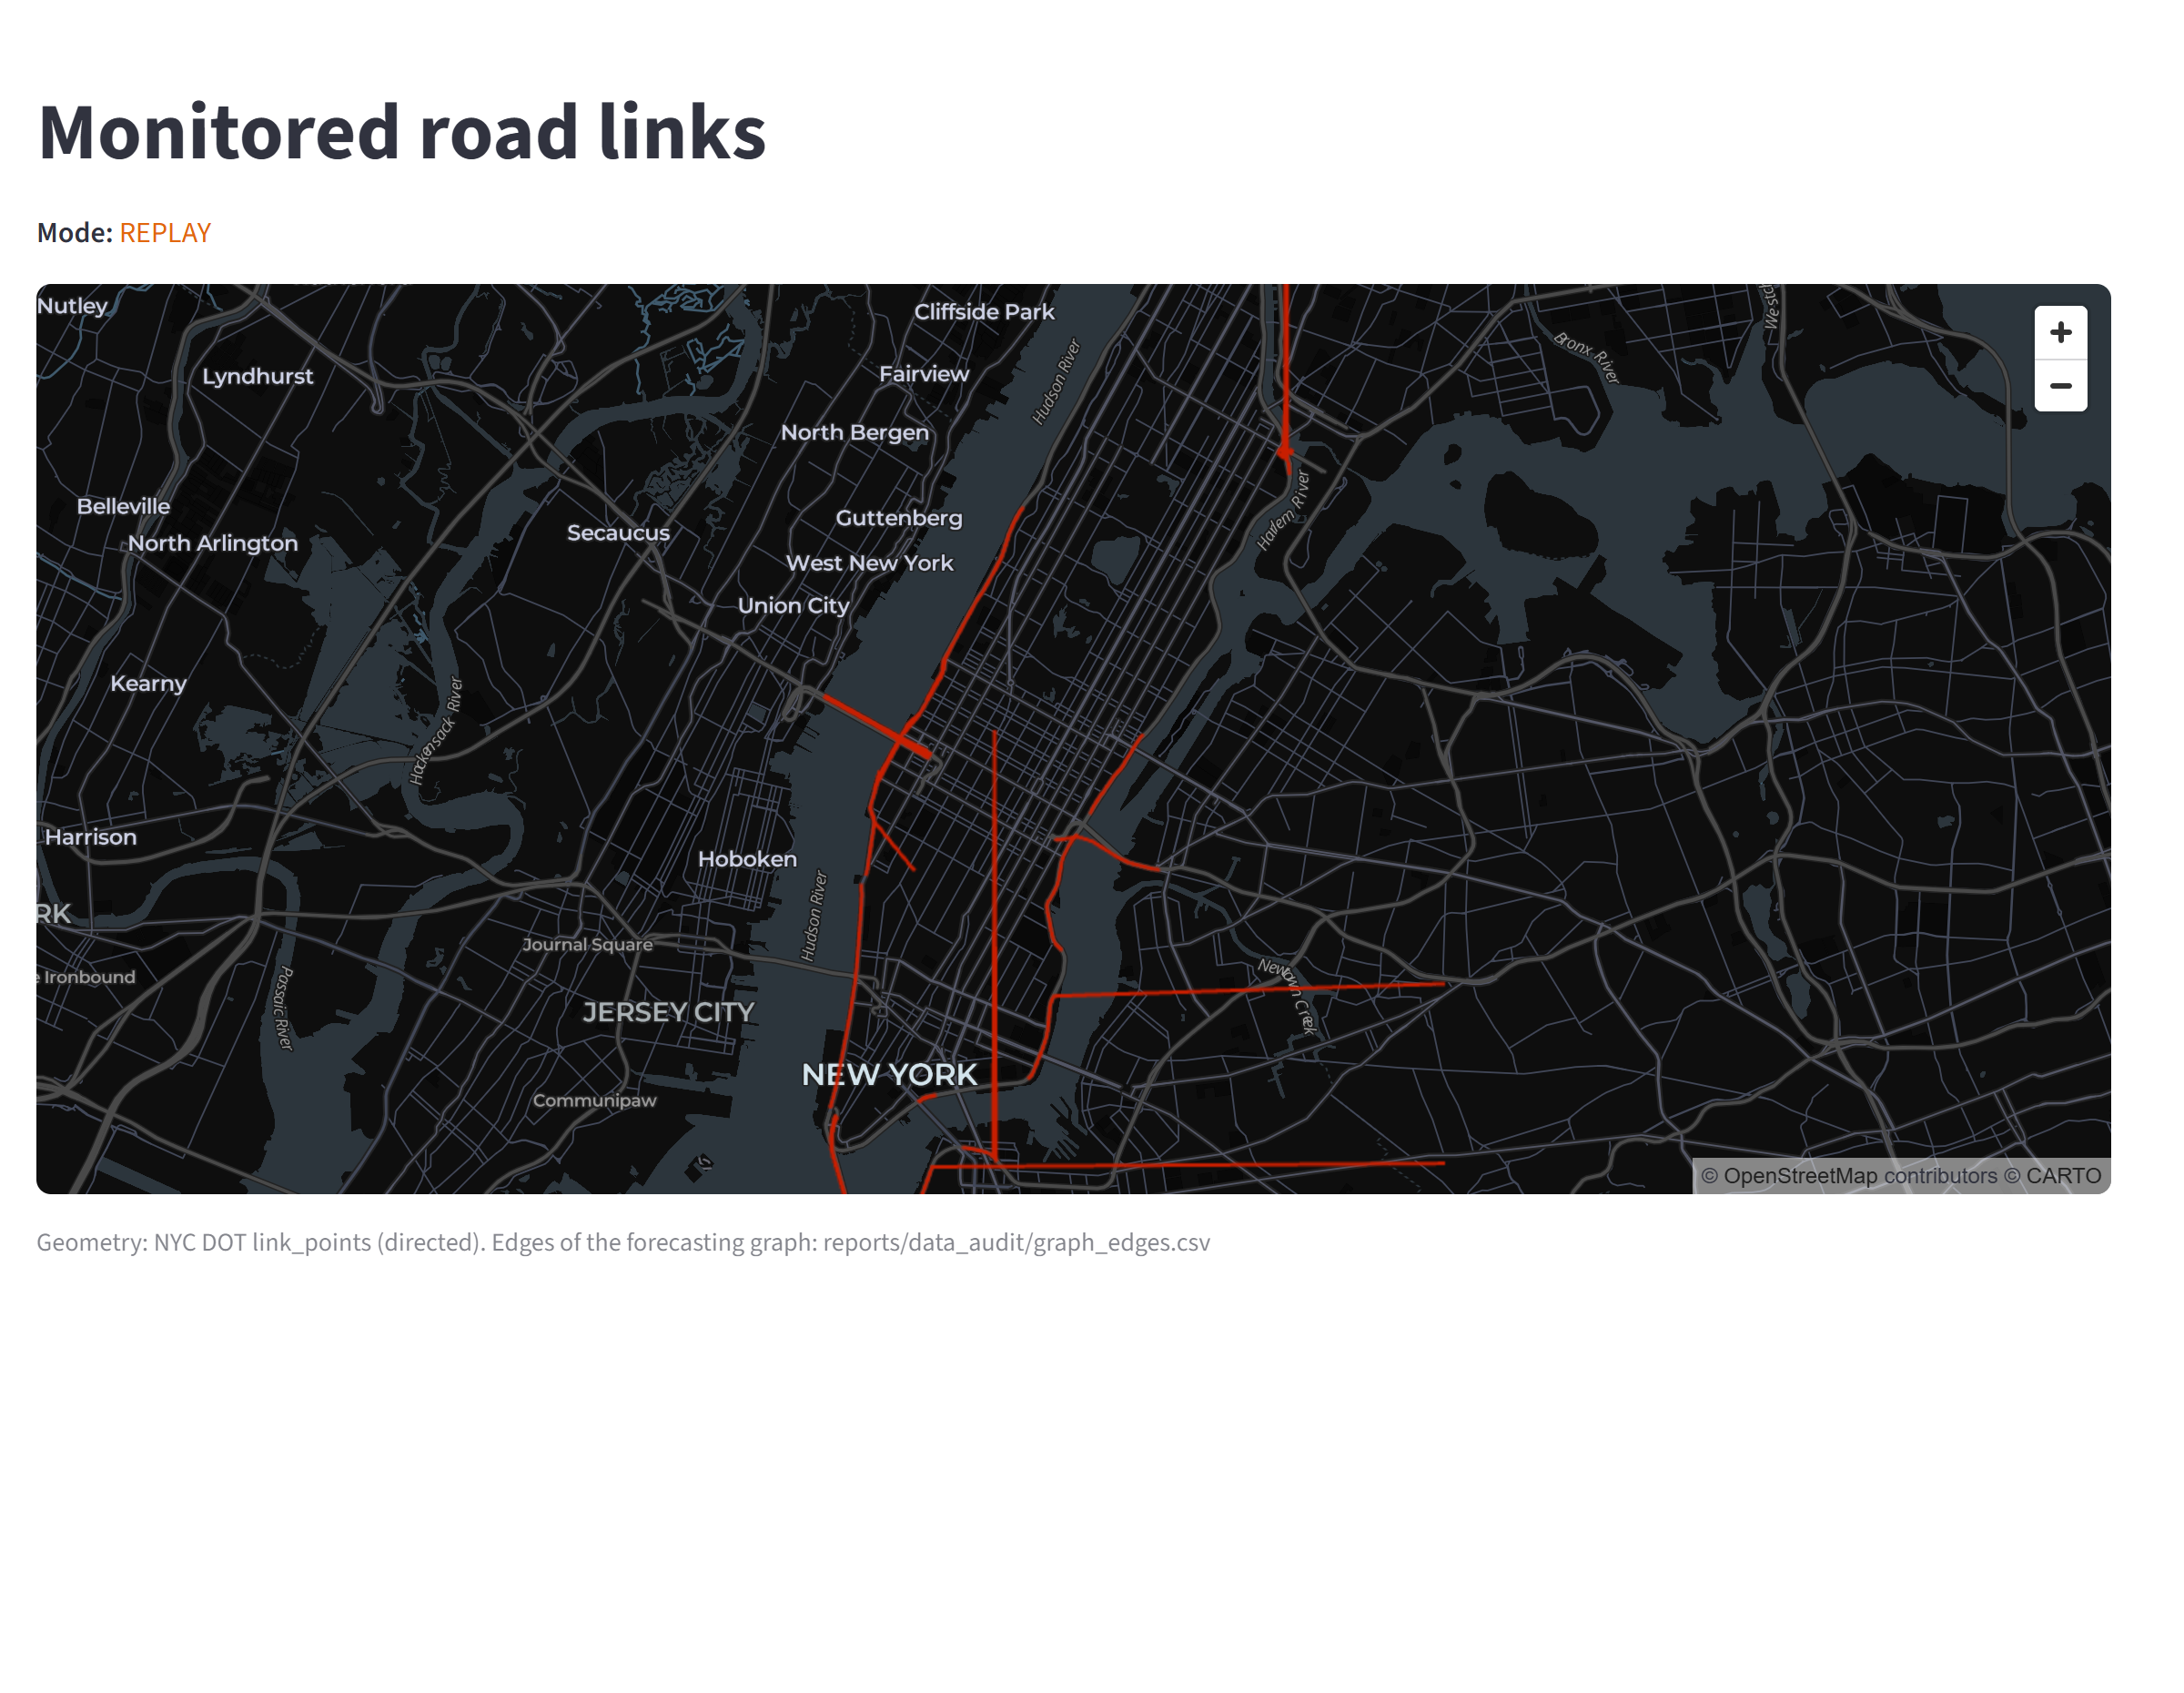 Monitored road links
Mode: REPLAY
Nutley
Cliffside Park
Lyndhurst
Fairview
Hudson River
Bronx River
North Bergen
Belleville
Guttenberg
North Arlington
Secaucus
Harlem River
West New York
Union City
Kearny
Hackensack River
Harrison
Hoboken
Hudson River
RK
Journal Square
e Ironbound
Passaic River
Newtown Creek
JERSEY CITY
NEW YORK
Communipaw
© OpenStreetMap contributors © CARTO
Geometry: NYC DOT link_points (directed). Edges of the forecasting graph: reports/data_audit/graph_edges.csv